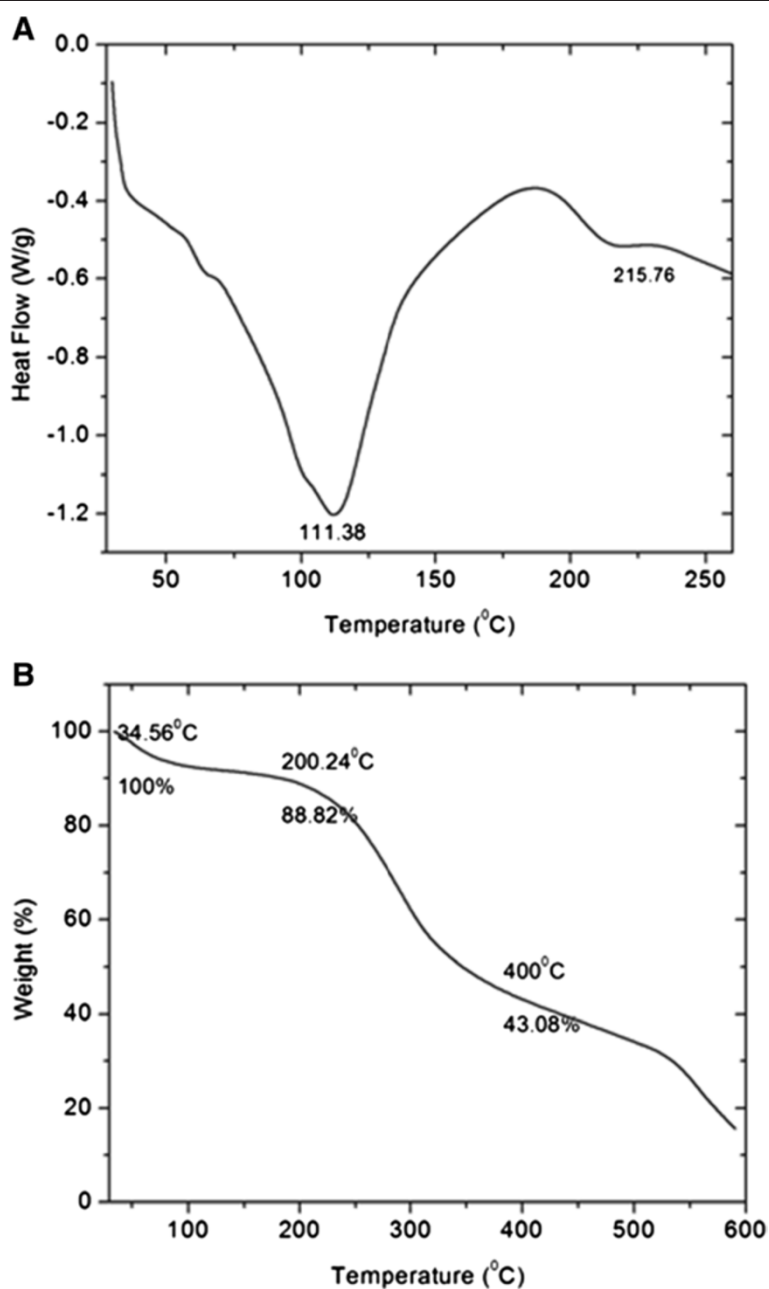 A
0.0
-0.2
-0.4
-0.6
-0.8
-1.0
-1.2
Heat Flow (W/g)
215.76
111.38
50 100 150 200 250
Temperature (⁰C)
B
100
80
60
40
20
0
Weight (%)
34.56⁰C
100%
200.24⁰C
88.82%
400⁰C
43.08%
100 200 300 400 500 600
Temperature (⁰C)